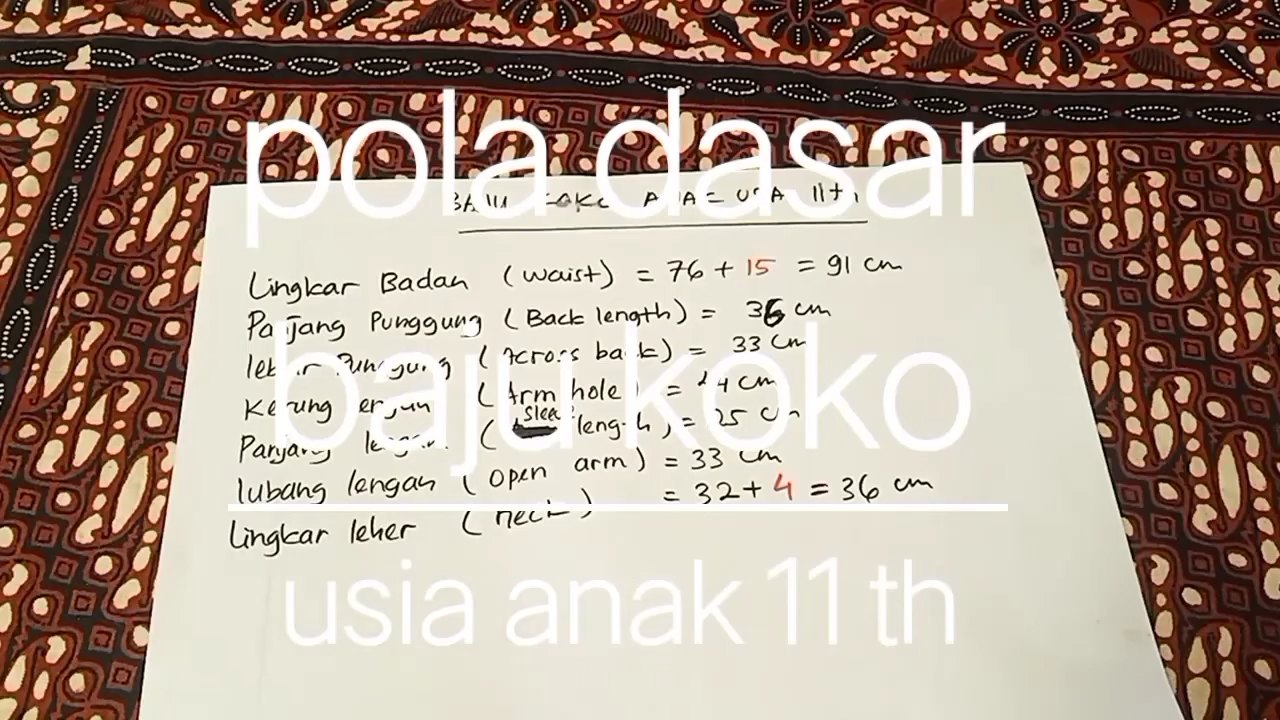 pola dasar
baju koko
usia anak 11 th
BAJU KOKO ANAK USIA 11 th
Lingkar Badan (waist) = 76 + 15 = 91 cm
Panjang Punggung (Back length) = 36 cm
lebar Punggung (Across back) = 33 cm
Kerung lengan (Arm hole) = cm
Panjang lengan (Sleeve length) = 25 cm
lubang lengan (open arm) = 33 cm
Lingkar leher (neck) = 32 + 4 = 36 cm